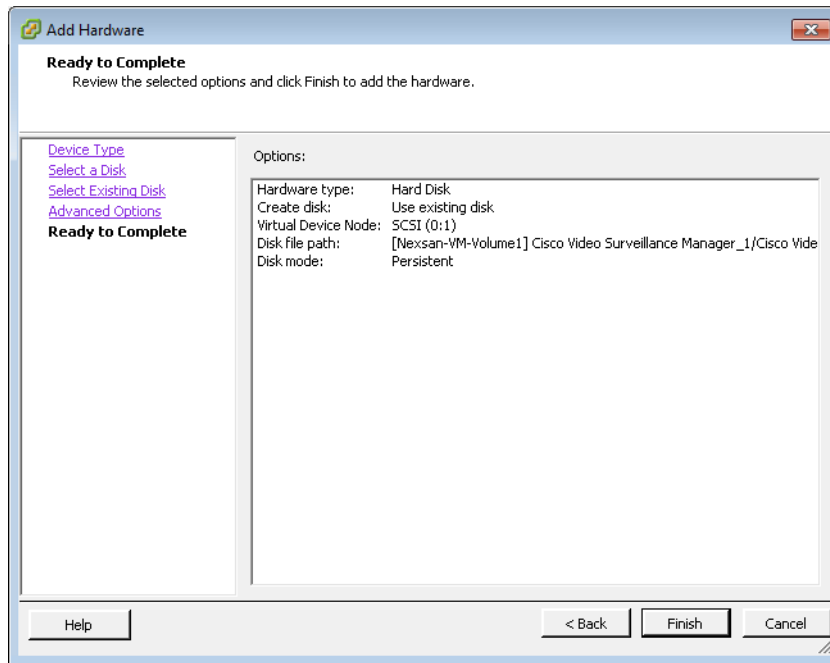 Add Hardware
Ready to Complete
Review the selected options and click Finish to add the hardware.
Device Type
Select a Disk
Select Existing Disk
Advanced Options
Ready to Complete
Options:
Hardware type: Hard Disk
Create disk: Use existing disk
Virtual Device Node: SCSI (0:1)
Disk file path: [Nexsan-VM-Volume1] Cisco Video Surveillance Manager_1/Cisco Vide
Disk mode: Persistent
Help
< Back
Finish
Cancel